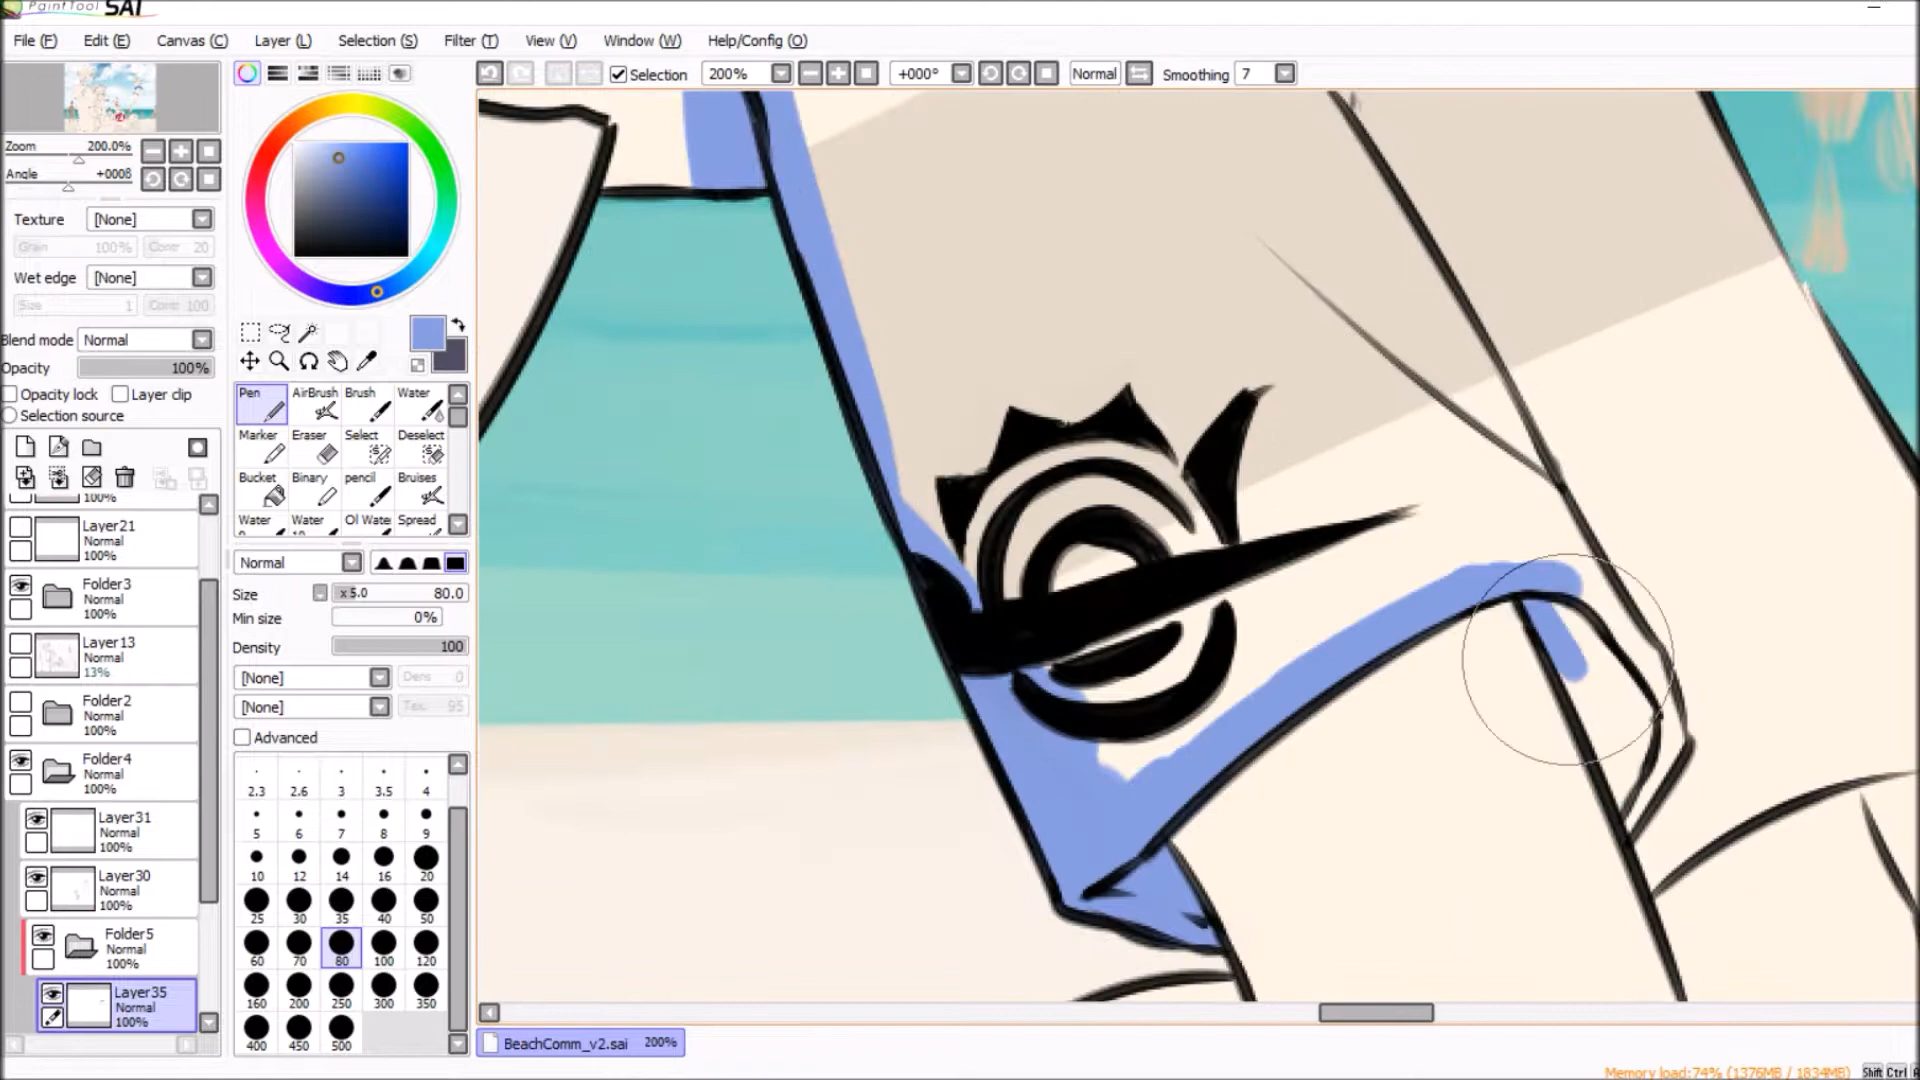 PaintTool SAI
File (F) Edit (E) Canvas (C) Layer (L) Selection (S) Filter (T) View (V) Window (W) Help/Config (O)
Selection 200% +000° Normal Smoothing 7
Zoom 200.0%
Angle +000
Texture [None]
Grain 100% Contr 20
Wet edge [None]
Size 1 Contr 100
Blend mode Normal
Opacity 100%
Opacity lock Layer clip
Selection source
100%
Layer21
Normal
100%
Folder3
Normal
100%
Layer13
Normal
13%
Folder2
Normal
100%
Folder4
Normal
100%
Layer31
Normal
100%
Layer30
Normal
100%
Folder5
Normal
100%
Layer35
Normal
100%
Pen AirBrush Brush Water
Marker Eraser Select Deselect
Bucket Binary pencil Bruises
Water Water Ol Wate Spread
Normal
Size x 5.0 80.0
Min size 0%
Density 100
[None] Dens 0
[None] Tex. 95
Advanced
2.3 2.6 3 3.5 4
5 6 7 8 9
10 12 14 16 20
25 30 35 40 50
60 70 80 100 120
160 200 250 300 350
400 450 500
BeachComm_v2.sai 200%
Memory load:74% (1376MB / 1834MB) Shift Ctrl